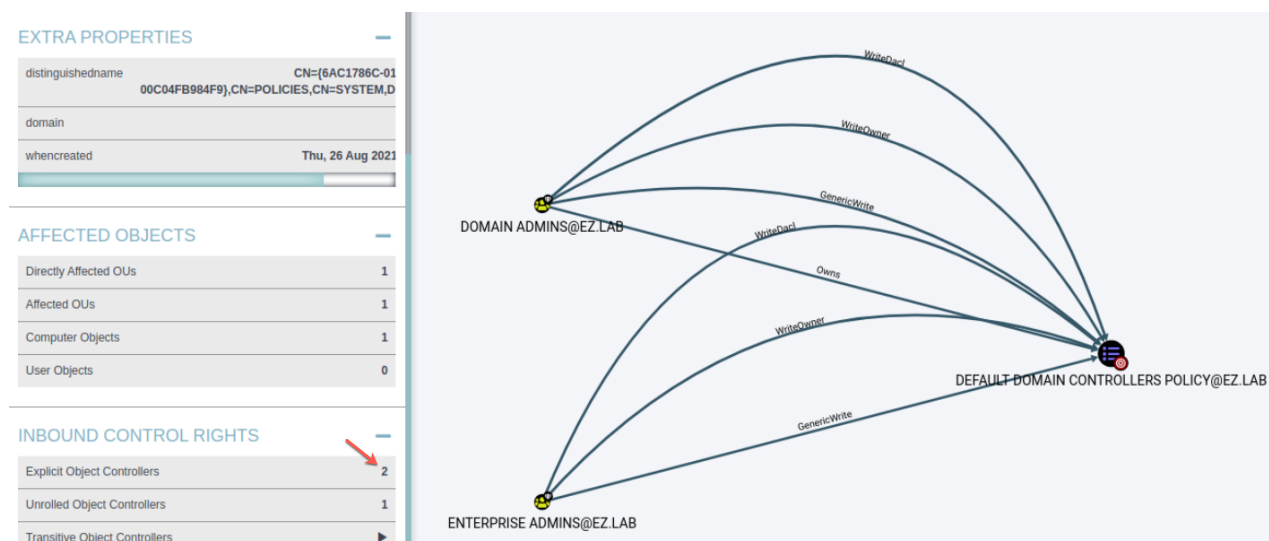 EXTRA PROPERTIES
distinguishedname CN={6AC1786C-01
00C04FB984F9},CN=POLICIES,CN=SYSTEM,D
domain
whencreated Thu, 26 Aug 2021
AFFECTED OBJECTS
Directly Affected OUs 1
Affected OUs 1
Computer Objects 1
User Objects 0
INBOUND CONTROL RIGHTS
Explicit Object Controllers 2
Unrolled Object Controllers 1
Transitive Object Controllers
WriteDacl
WriteOwner
GenericWrite
DOMAIN ADMINS@EZ.LAB
WriteDacl
Owns
WriteOwner
DEFAULT DOMAIN CONTROLLERS POLICY@EZ.LAB
GenericWrite
ENTERPRISE ADMINS@EZ.LAB